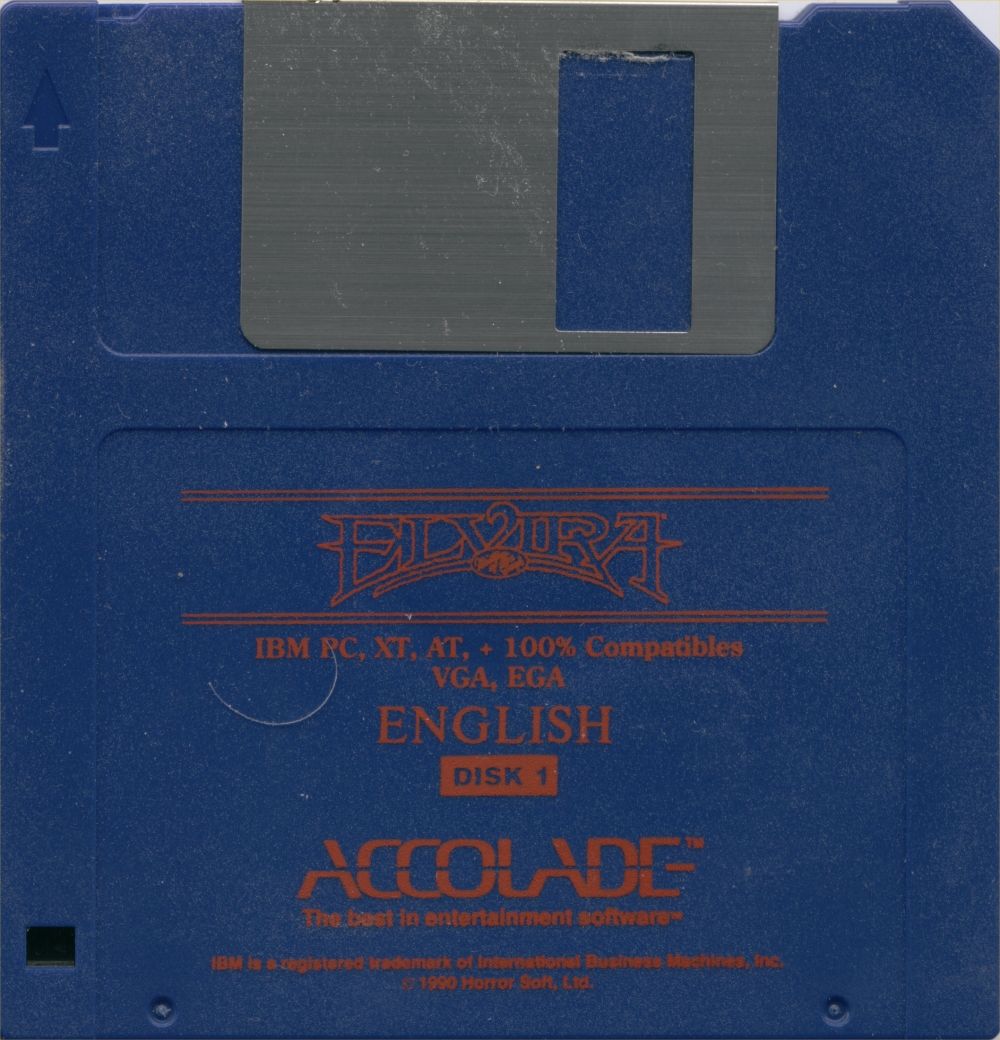 ELVIRA
IBM PC, XT, AT, + 100% Compatibles
VGA, EGA
ENGLISH
DISK 1
ACCOLADE™
The best in entertainment software™
IBM is a registered trademark of International Business Machines, Inc.
© 1990 Horror Soft, Ltd.